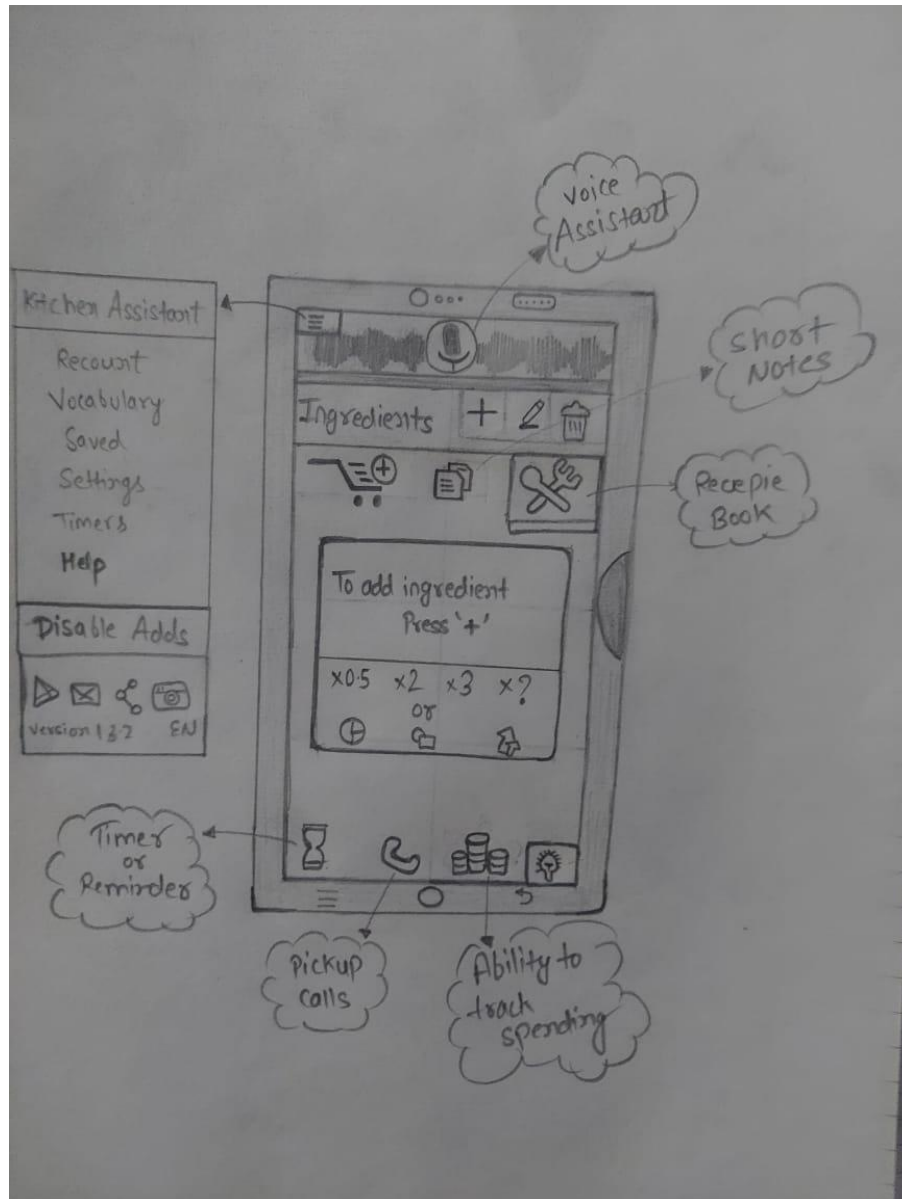 Voice
Assistant
Kitchen Assistant
Recount
Vocabulary
Saved
Settings
Timers
Help
Disable Adds
version 1.3.2 EN
Ingredients +
Short
Notes
Recepie
Book
To add ingredient
Press '+'
x0.5 x2 x3 x?
or
Timer
or
Reminder
Pickup
calls
Ability to
track
spending